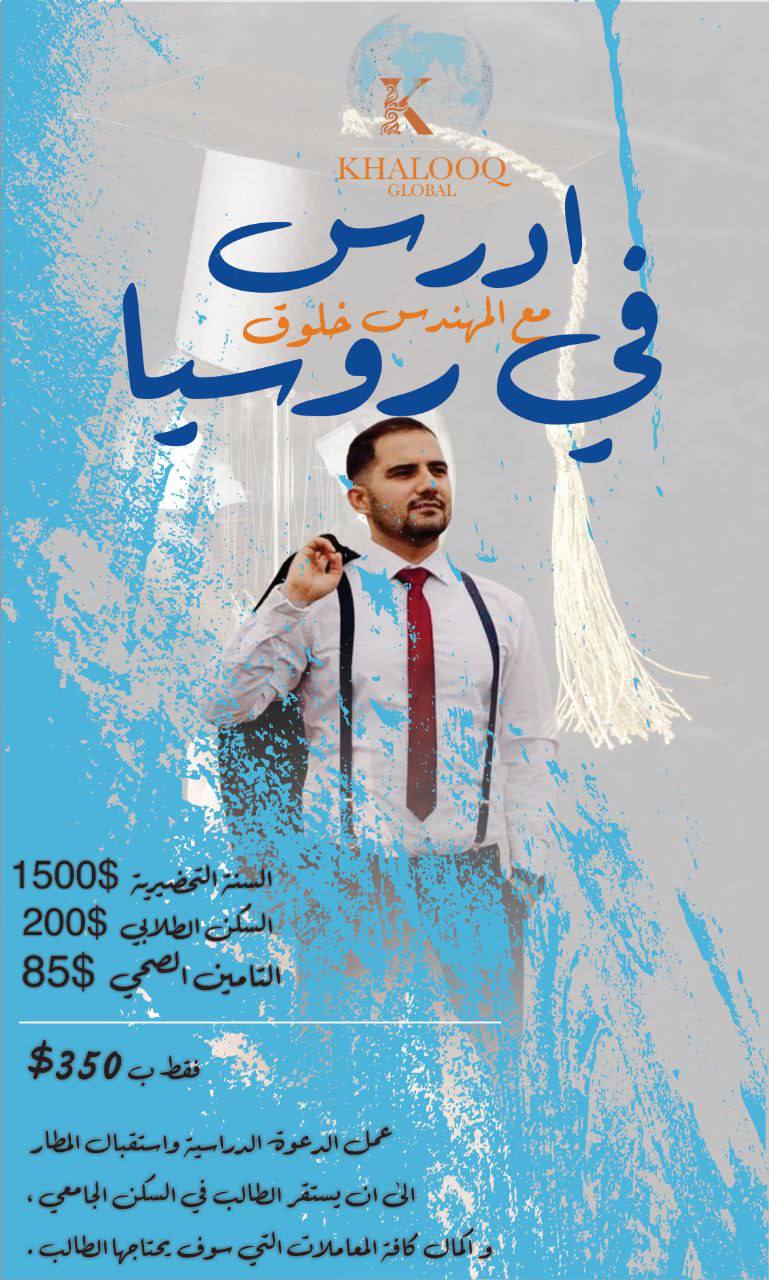 K
KHALOOQ
GLOBAL
ادرس
مع المهندس خلوق
في روسيا
السنة التحضيرية 1500$
السكن الطلابي 200$
التامين الصحي 85$
فقط ب 350$
عمل الدعوة الدراسية واستقبال المطار
الى ان يستقر الطالب في السكن الجامعي ،
و اكمال كافة المعاملات التي سوف يحتاجها الطالب .